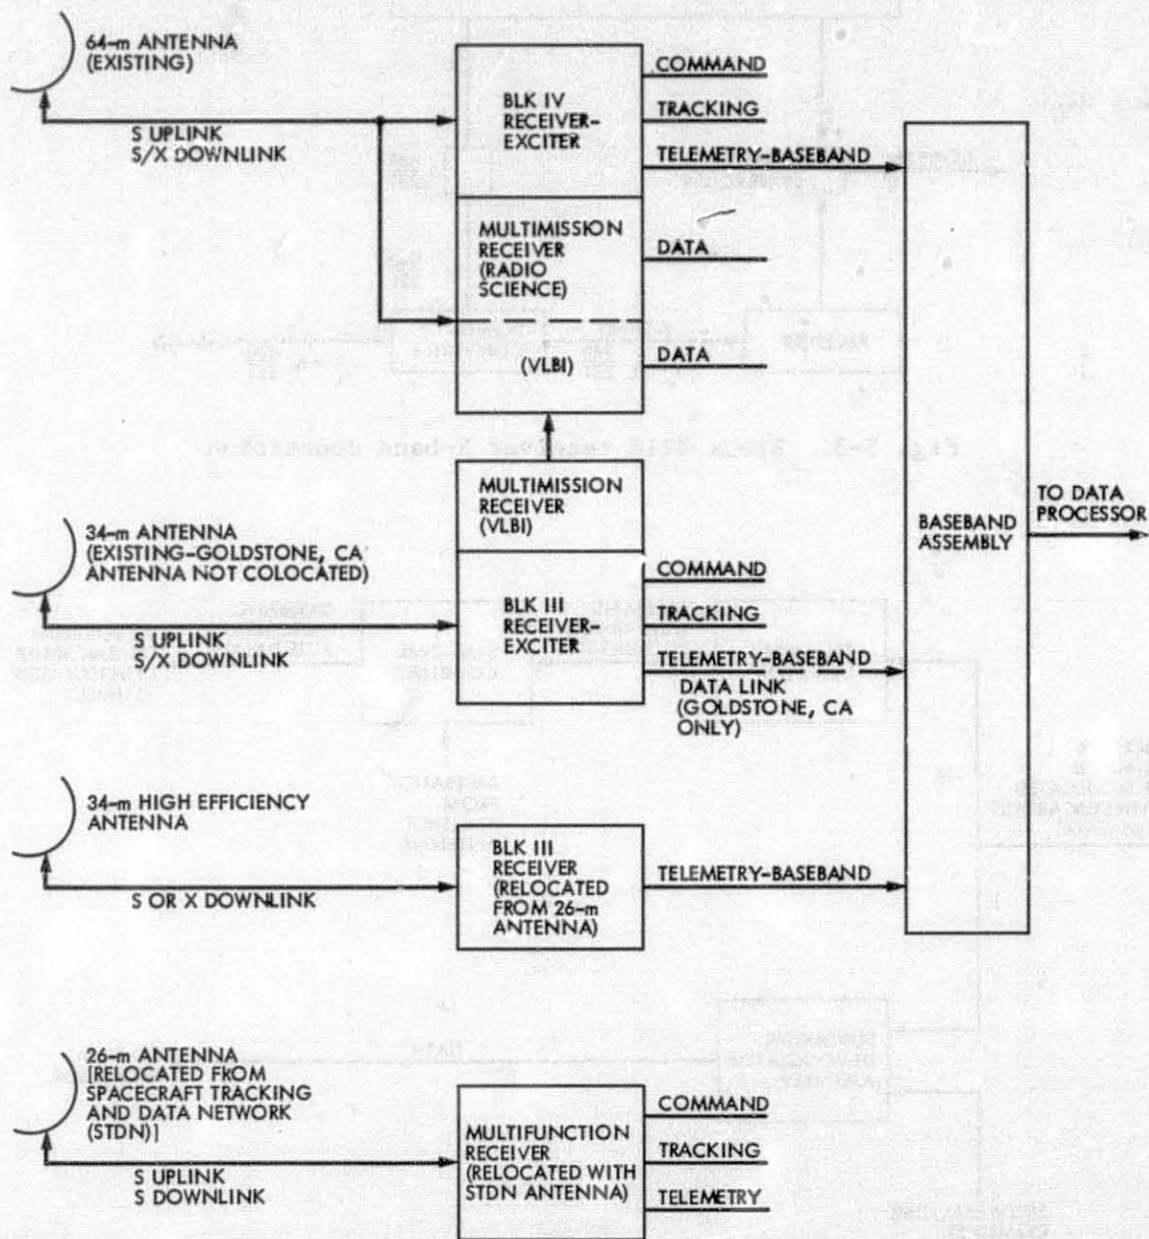 64-m ANTENNA
(EXISTING)
S UPLINK
S/X DOWNLINK
BLK IV
RECEIVER-
EXCITER
COMMAND
TRACKING
TELEMETRY-BASEBAND
MULTIMISSION
RECEIVER
(RADIO
SCIENCE)
DATA
(VLBI)
DATA
MULTIMISSION
RECEIVER
(VLBI)
34-m ANTENNA
(EXISTING-GOLDSTONE, CA
ANTENNA NOT COLOCATED)
S UPLINK
S/X DOWNLINK
BLK III
RECEIVER-
EXCITER
COMMAND
TRACKING
TELEMETRY-BASEBAND
DATA LINK
(GOLDSTONE, CA
ONLY)
BASEBAND
ASSEMBLY
TO DATA
PROCESSOR
34-m HIGH EFFICIENCY
ANTENNA
S OR X DOWNLINK
BLK III
RECEIVER
(RELOCATED
FROM 26-m
ANTENNA)
TELEMETRY-BASEBAND
26-m ANTENNA
[RELOCATED FROM
SPACECRAFT TRACKING
AND DATA NETWORK
(STDN)]
S UPLINK
S DOWNLINK
MULTIFUNCTION
RECEIVER
(RELOCATED WITH
STDN ANTENNA)
COMMAND
TRACKING
TELEMETRY